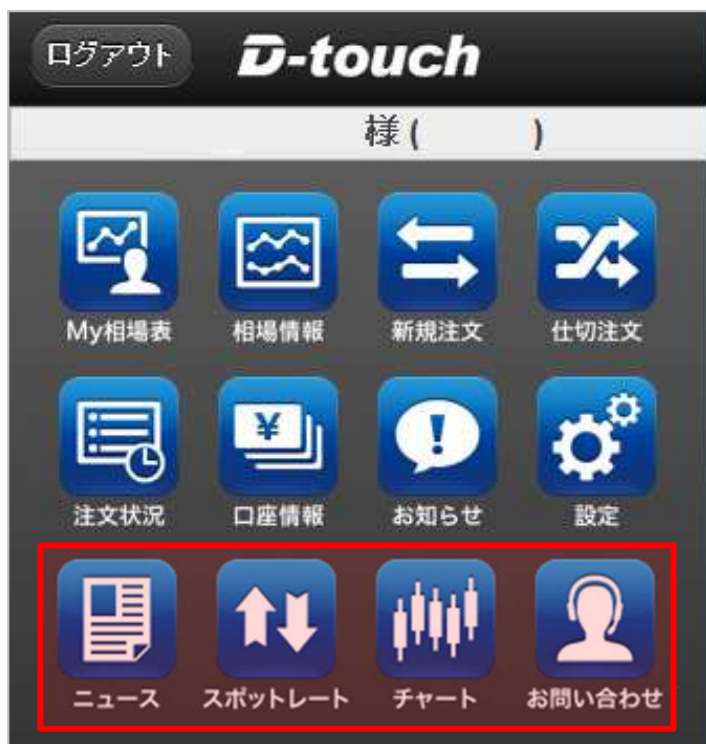 ログアウト D-touch
様 ( )
My相場表 相場情報 新規注文 仕切注文
¥ !
注文状況 口座情報 お知らせ 設定
ニュース スポットレート チャート お問い合わせ